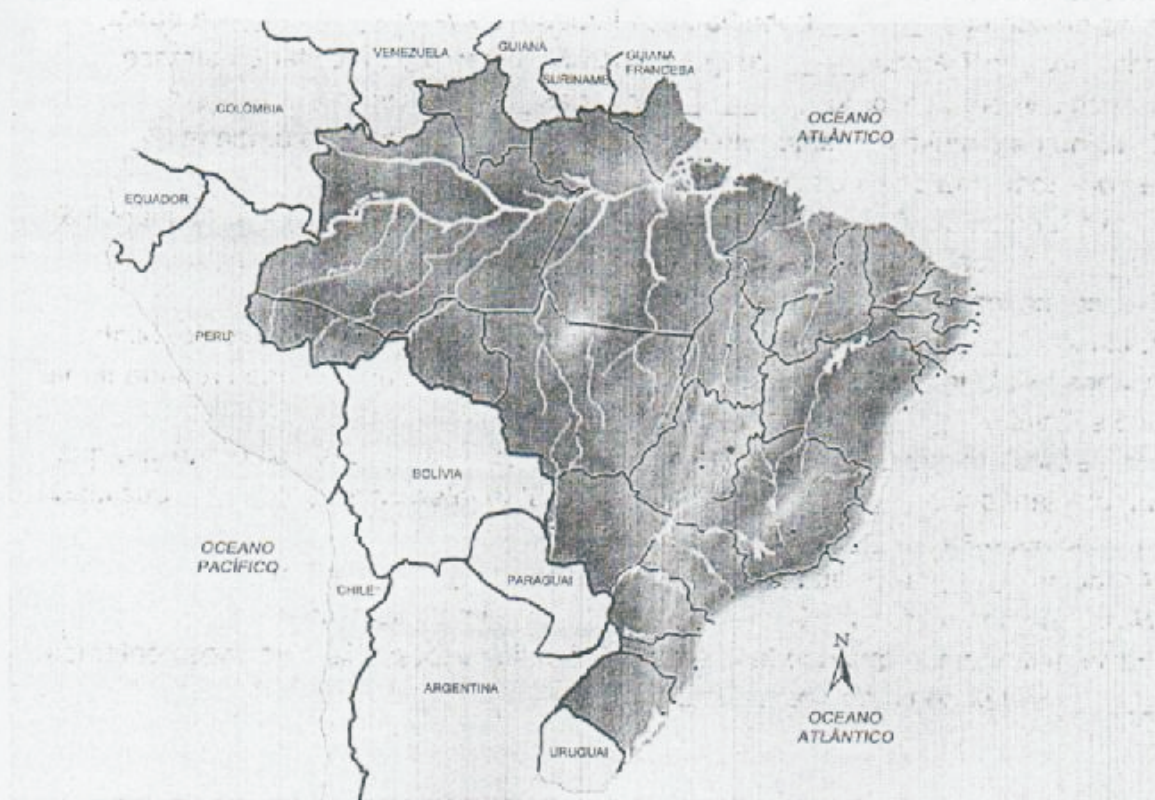 VENEZUELA
GUIANA
GUIANA
FRANCESA
SURINAME
COLÔMBIA
OCEANO
ATLÂNTICO
EQUADOR
PERU
BOLÍVIA
OCEANO
PACÍFICO
PARAGUAI
CHILE
ARGENTINA
N
OCEANO
ATLÂNTICO
URUGUAI